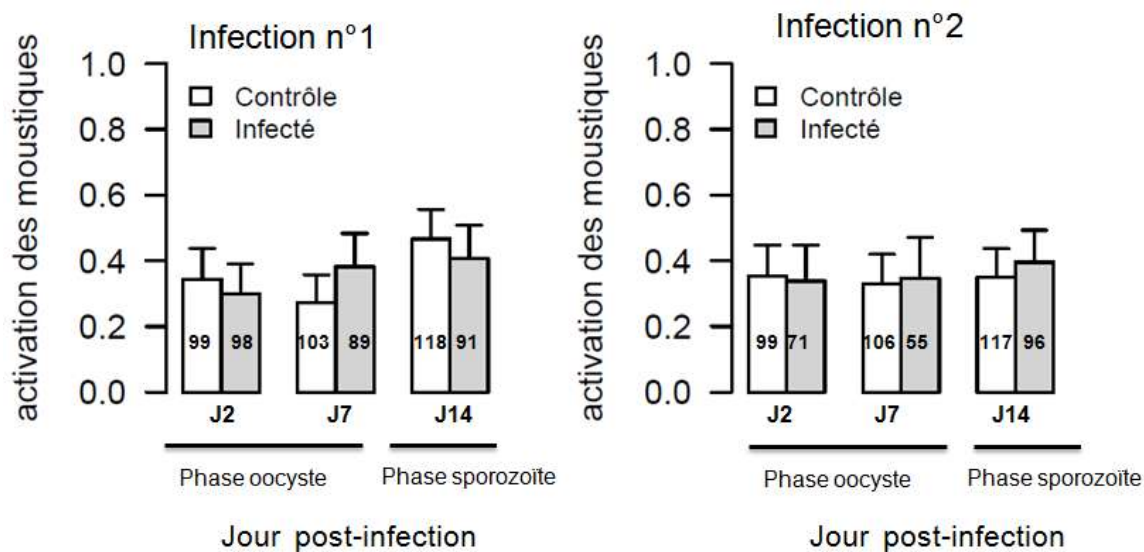 Infection n°1
activation des moustiques
1.0
0.8
0.6
0.4
0.2
0.0
Contrôle
Infecté
99 98 103 89 118 91
J2 J7 J14
Phase oocyste Phase sporozoïte
Jour post-infection
Infection n°2
activation des moustiques
1.0
0.8
0.6
0.4
0.2
0.0
Contrôle
Infecté
99 71 106 55 117 96
J2 J7 J14
Phase oocyste Phase sporozoïte
Jour post-infection